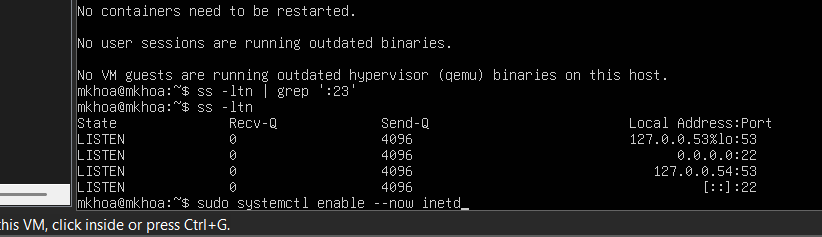 No containers need to be restarted.
No user sessions are running outdated binaries.
No VM guests are running outdated hypervisor (qemu) binaries on this host.
mkhoa@mkhoa:~$ ss -ltn | grep ':23'
mkhoa@mkhoa:~$ ss -ltn
State Recv-Q Send-Q Local Address:Port
LISTEN 0 4096 127.0.0.53%lo:53
LISTEN 0 4096 0.0.0.0:22
LISTEN 0 4096 127.0.0.54:53
LISTEN 0 4096 [::]:22
mkhoa@mkhoa:~$ sudo systemctl enable --now inetd_
this VM, click inside or press Ctrl+G.